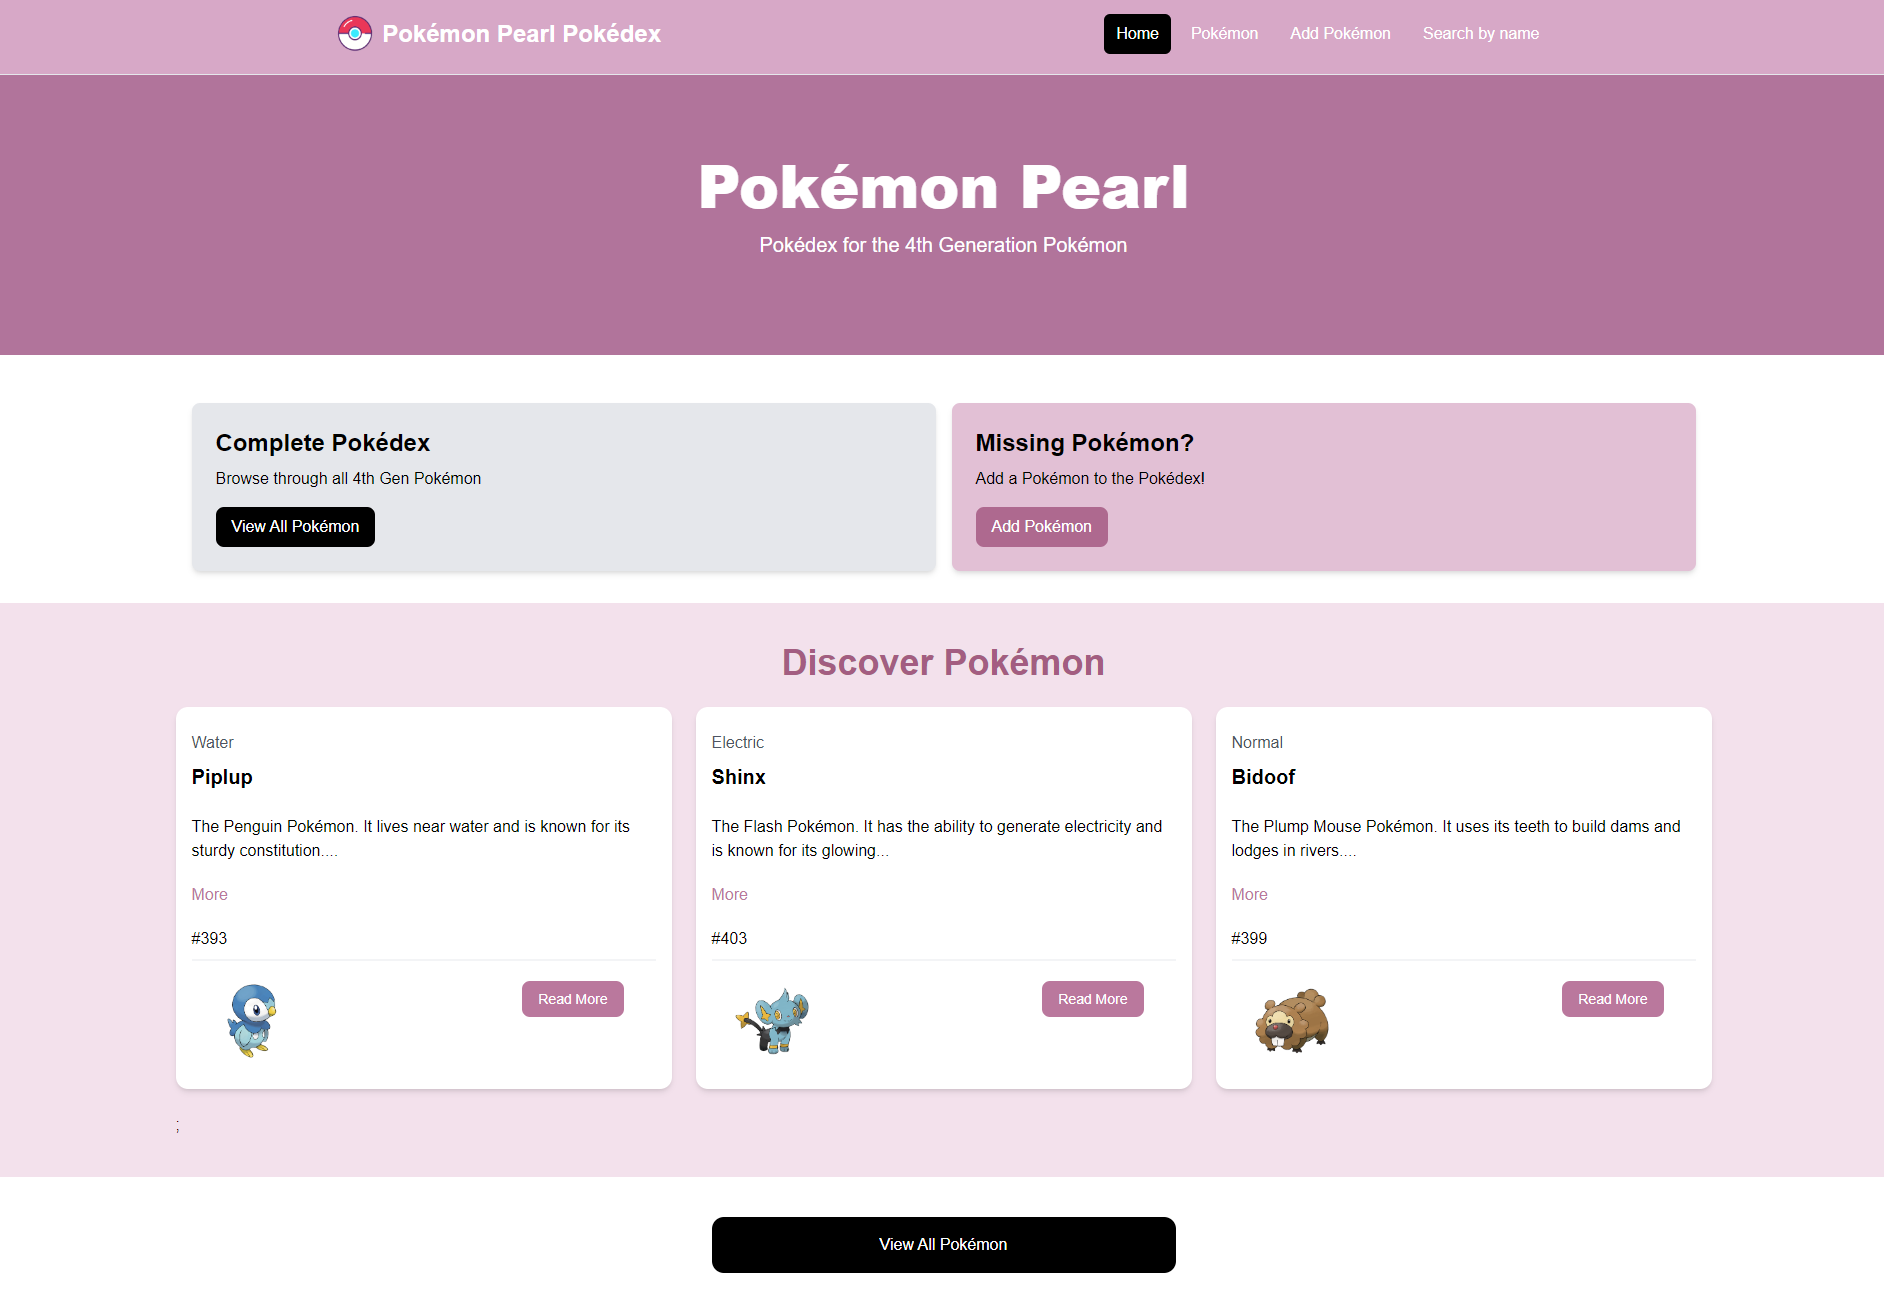 Pokémon Pearl Pokédex
Home
Pokémon
Add Pokémon
Search by name
Pokémon Pearl
Pokédex for the 4th Generation Pokémon
Complete Pokédex
Browse through all 4th Gen Pokémon
View All Pokémon
Missing Pokémon?
Add a Pokémon to the Pokédex!
Add Pokémon
Discover Pokémon
Water
Piplup
The Penguin Pokémon. It lives near water and is known for its
sturdy constitution....
More
#393
Read More
Electric
Shinx
The Flash Pokémon. It has the ability to generate electricity and
is known for its glowing...
More
#403
Read More
Normal
Bidoof
The Plump Mouse Pokémon. It uses its teeth to build dams and
lodges in rivers....
More
#399
Read More
;
View All Pokémon